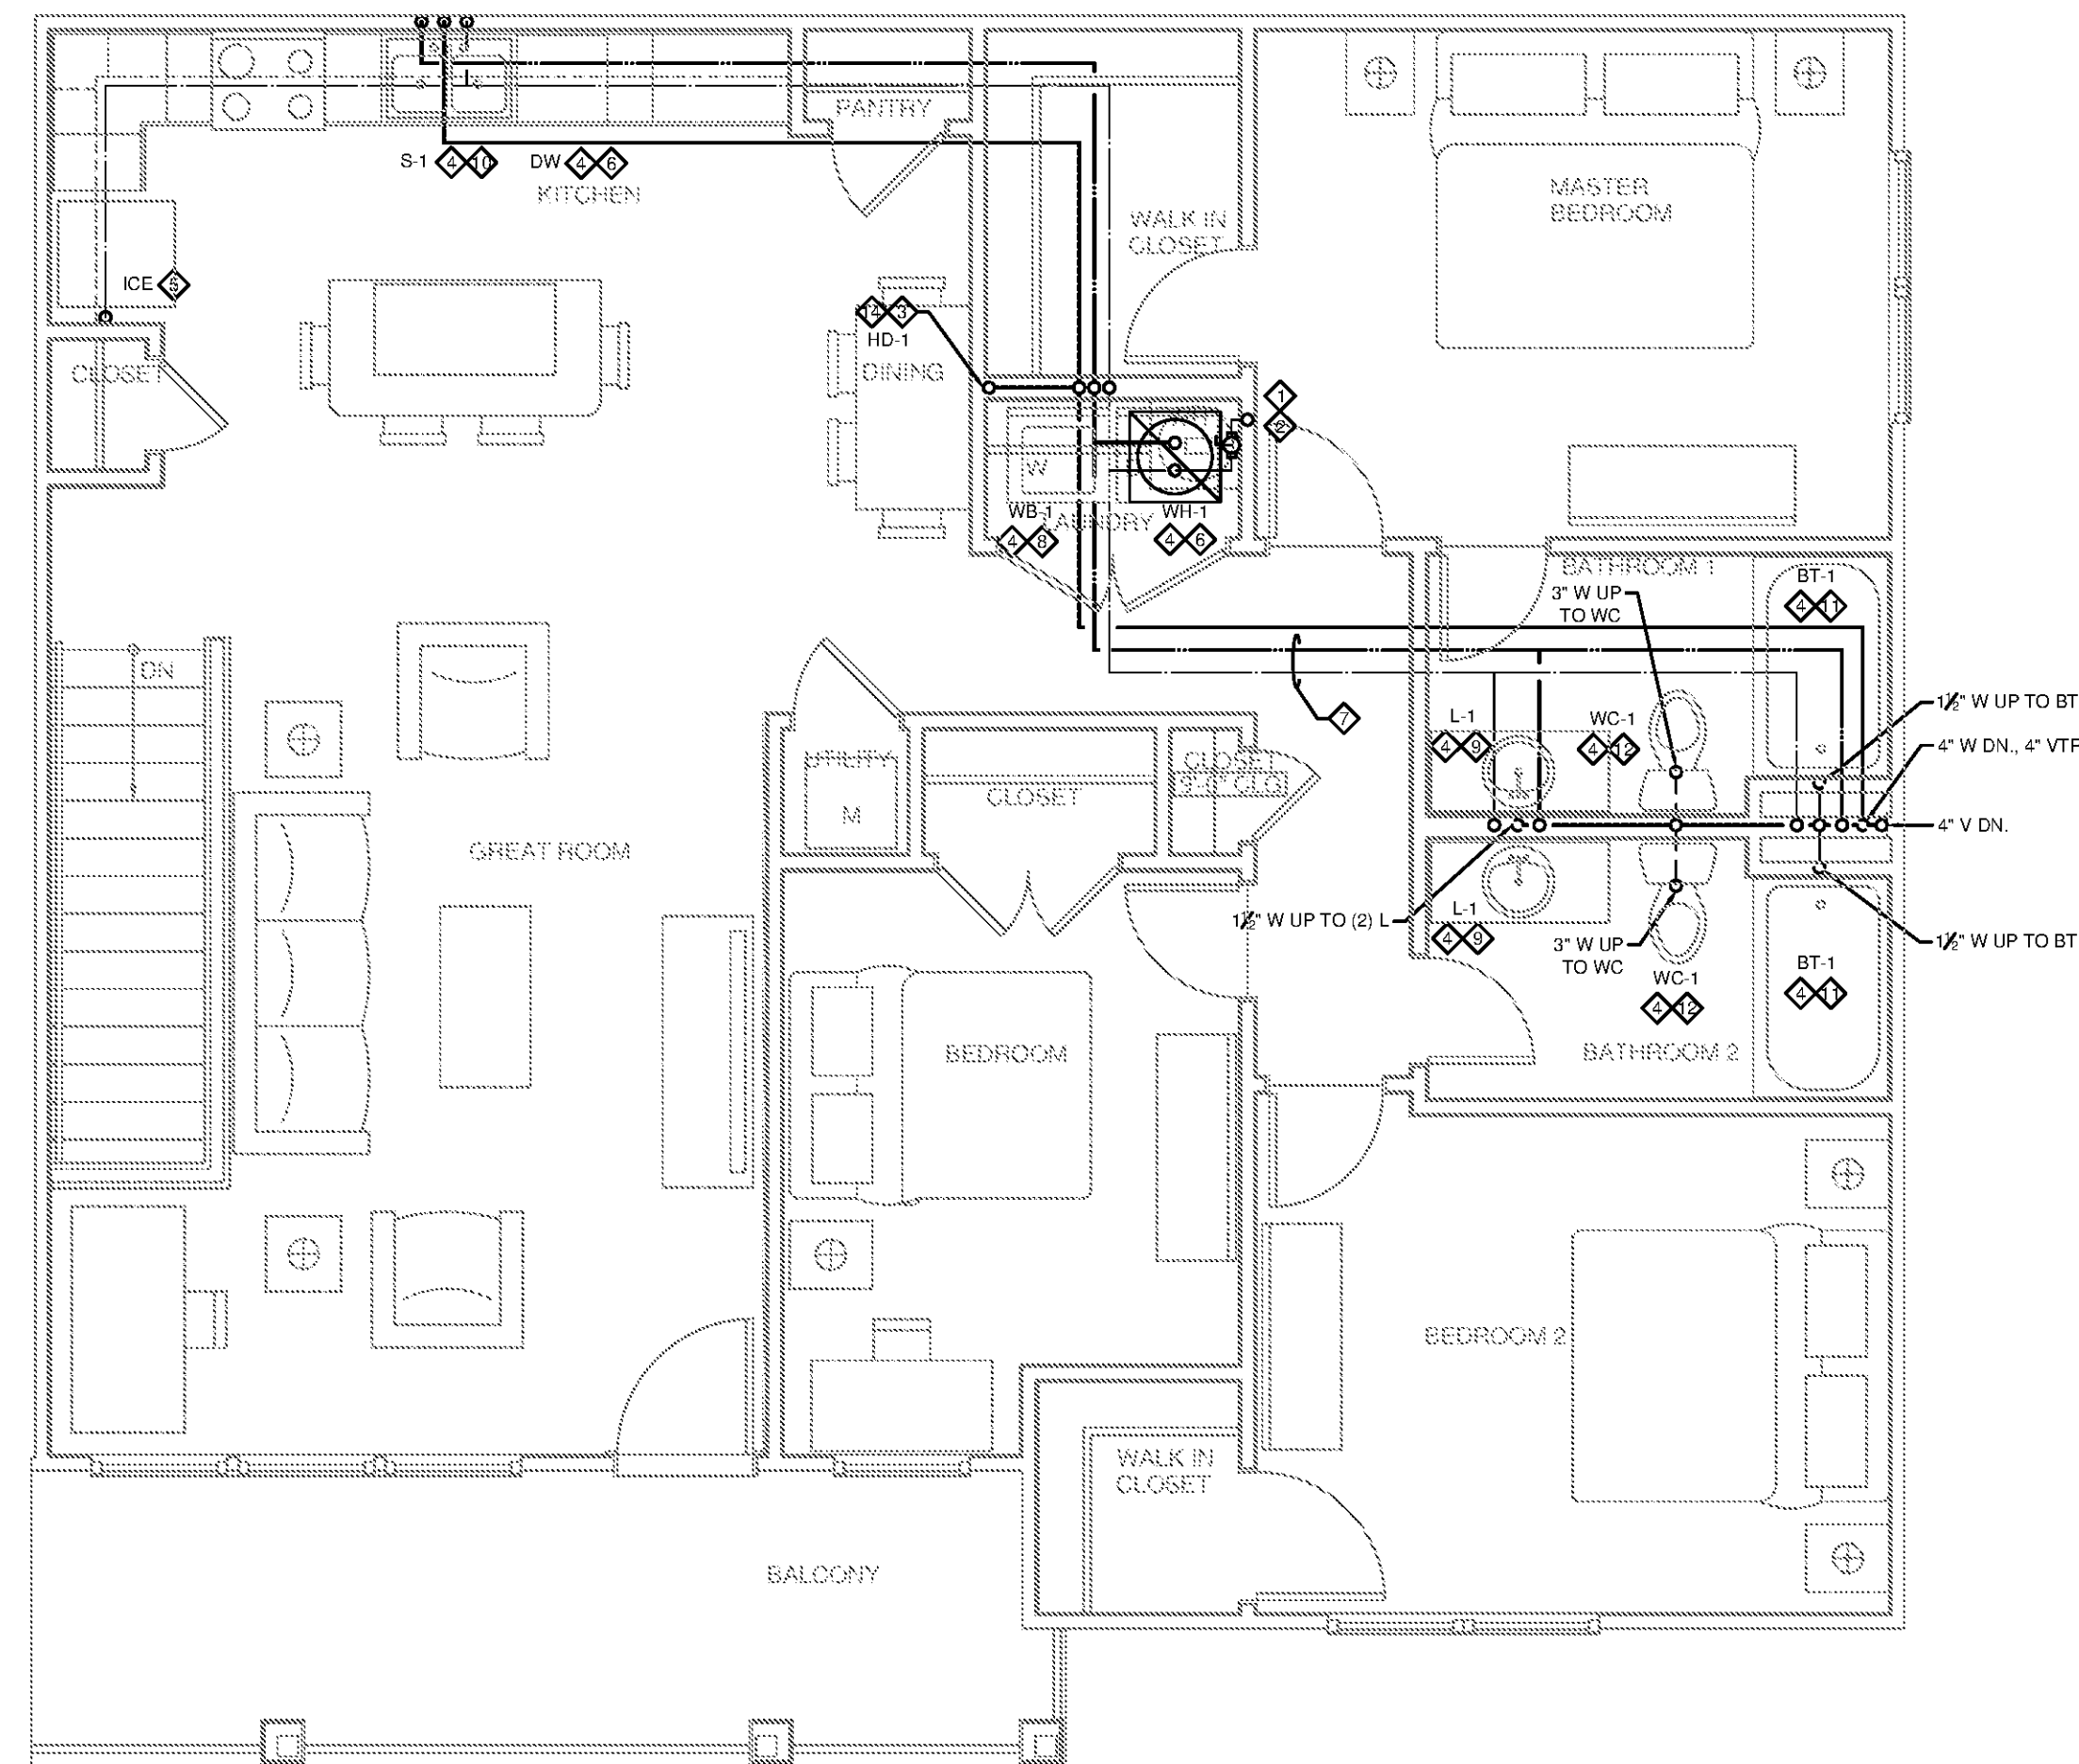 PANTRY
S-1 4 10 DW 4 6
KITCHEN
MASTER
BEDROOM
WALK IN
CLOSET
ICE 5
14 3
HD-1
DINING
CLOSET
1
2
W
WB-1
LAUNDRY
WH-1
4 8
4 6
BATHROOM 1
3" W UP
TO WC
BT-1
4 11
DN
7
1½" W UP TO BT
L-1
4 9
WC-1
4 12
4" W DN., 4" VTR
UTILITY
M
CLOSET
CLOSET
9'-0" CLG
4" V DN.
GREAT ROOM
1½" W UP TO (2) L
L-1
4 9
3" W UP
TO WC
1½" W UP TO BT
WC-1
4 12
BT-1
4 11
BEDROOM
BATHROOM 2
BEDROOM 2
WALK IN
CLOSET
BALCONY